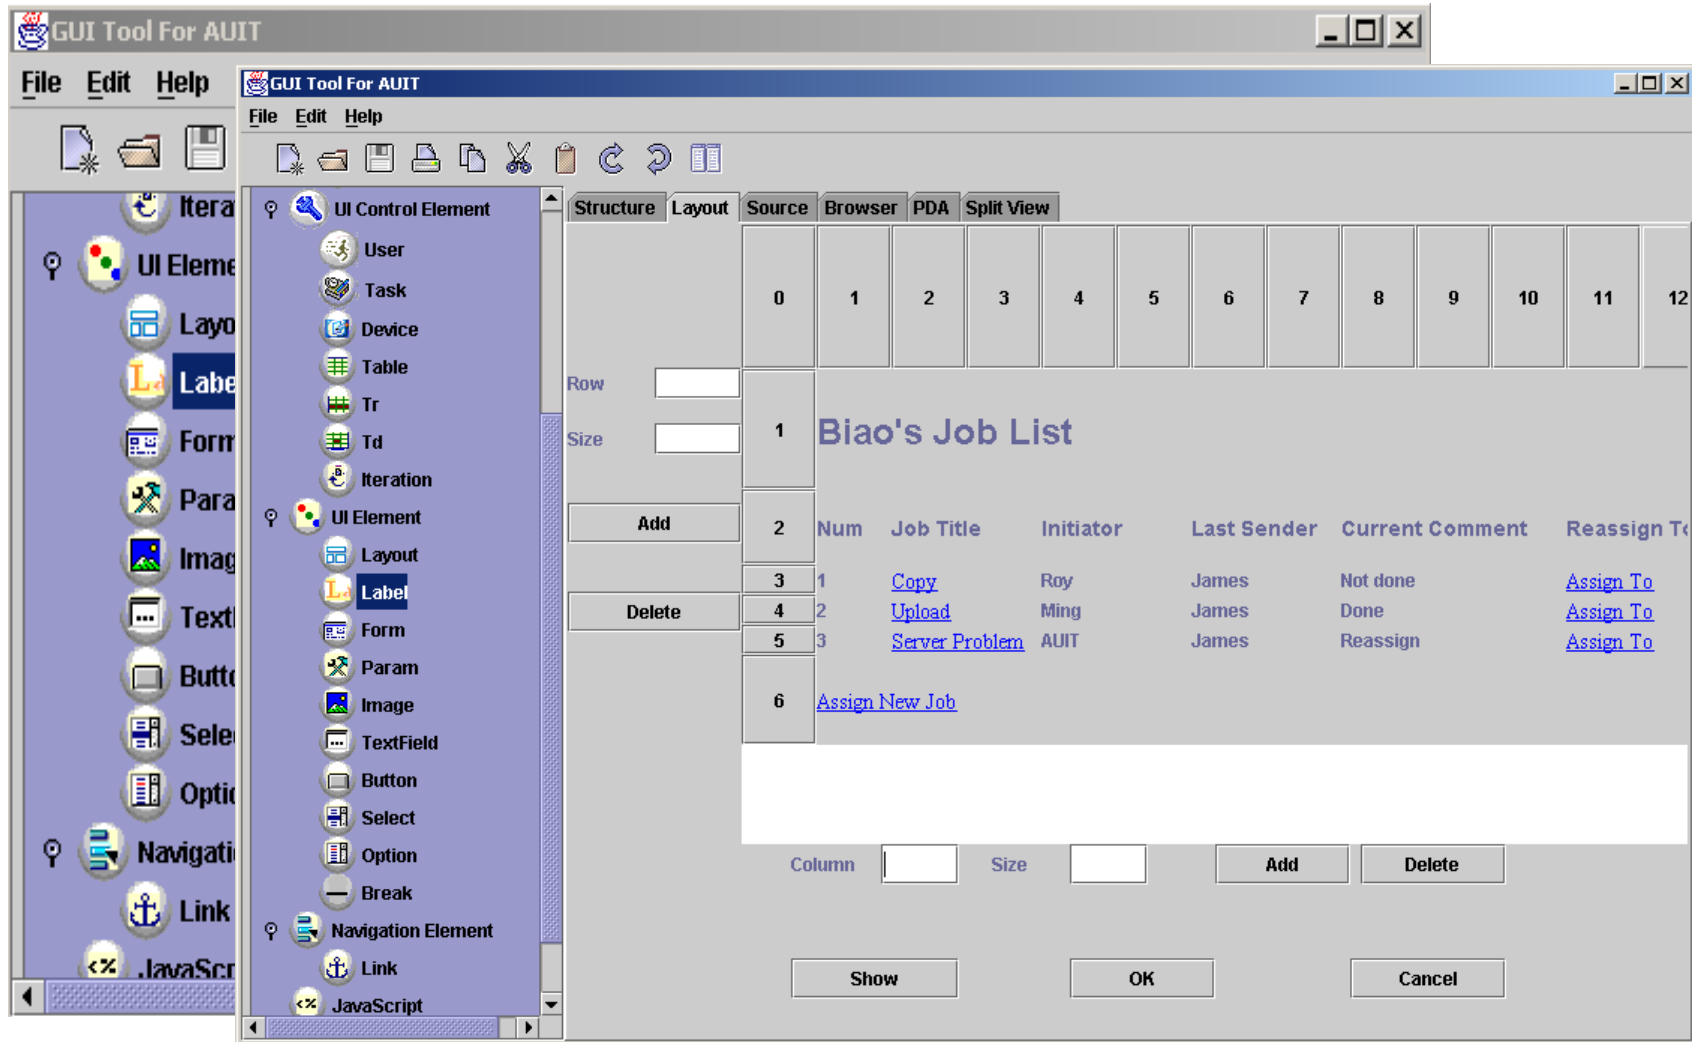 GUI Tool For AUIT
File Edit Help
Itera
UI Eleme
Layo
Labe
Form
Para
Imag
Text
Butto
Sele
Optio
Navigati
Link
JavaScr
GUI Tool For AUIT
File Edit Help
UI Control Element
User
Task
Device
Table
Tr
Td
Iteration
UI Element
Layout
Label
Form
Param
Image
TextField
Button
Select
Option
Break
Navigation Element
Link
JavaScript
Structure Layout Source Browser PDA Split View
0 1 2 3 4 5 6 7 8 9 10 11 12
Row
Size
Add
Delete
1 Biao's Job List
2 Num Job Title Initiator Last Sender Current Comment Reassign To
3 1 Copy Roy James Not done Assign To
4 2 Upload Ming James Done Assign To
5 3 Server Problem AUIT James Reassign Assign To
6 Assign New Job
Column Size Add Delete
Show OK Cancel